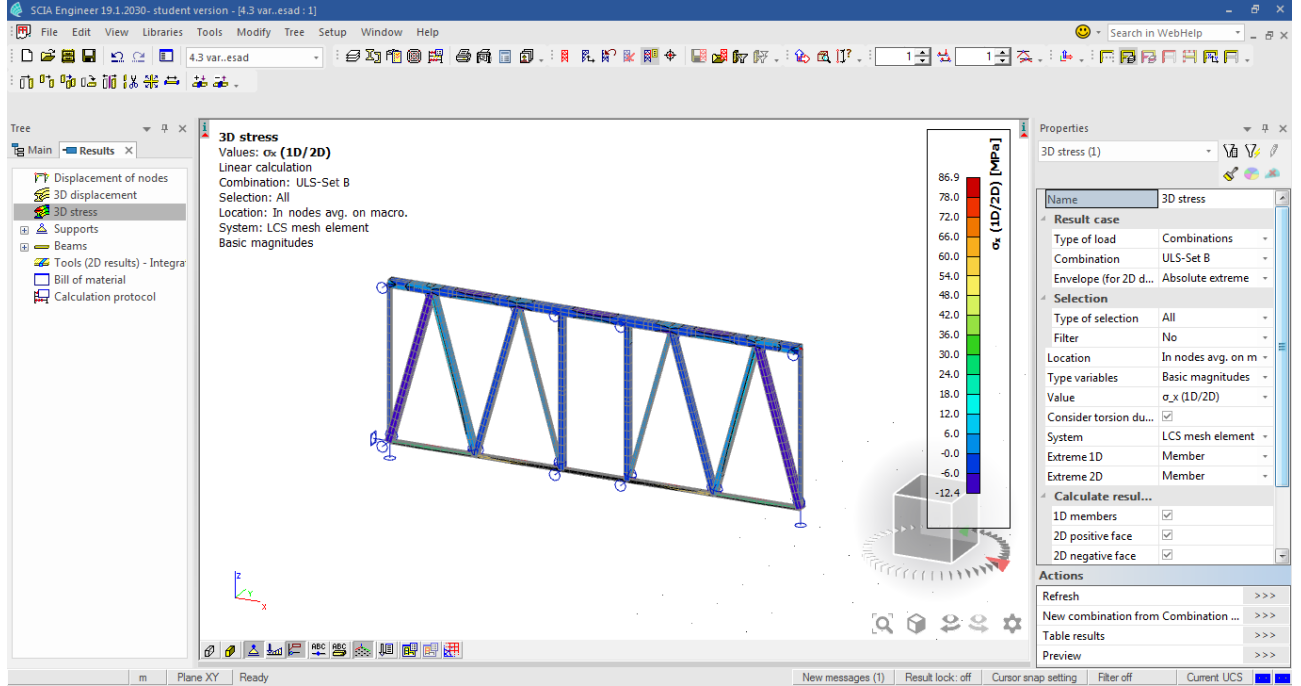 SCIA Engineer 19.1.2030- student version - [4.3 var..esad : 1]
File Edit View Libraries Tools Modify Tree Setup Window Help
Search in WebHelp
4.3 var..esad
1
1
Tree
Main
Results
Displacement of nodes
3D displacement
3D stress
Supports
Beams
Tools (2D results) - Integra
Bill of material
Calculation protocol
3D stress
Values: σx (1D/2D)
Linear calculation
Combination: ULS-Set B
Selection: All
Location: In nodes avg. on macro.
System: LCS mesh element
Basic magnitudes
σx (1D/2D) [MPa]
86.9
78.0
72.0
66.0
60.0
54.0
48.0
42.0
36.0
30.0
24.0
18.0
12.0
6.0
-0.0
-6.0
-12.4
z
Y
X
ABC
ABC
Properties
3D stress (1)
Name 3D stress
Result case
Type of load Combinations
Combination ULS-Set B
Envelope (for 2D d... Absolute extreme
Selection
Type of selection All
Filter No
Location In nodes avg. on m
Type variables Basic magnitudes
Value σ_x (1D/2D)
Consider torsion du...
System LCS mesh element
Extreme 1D Member
Extreme 2D Member
Calculate resul...
1D members
2D positive face
2D negative face
Actions
Refresh >>>
New combination from Combination ... >>>
Table results >>>
Preview >>>
m Plane XY Ready New messages (1) Result lock: off Cursor snap setting Filter off Current UCS